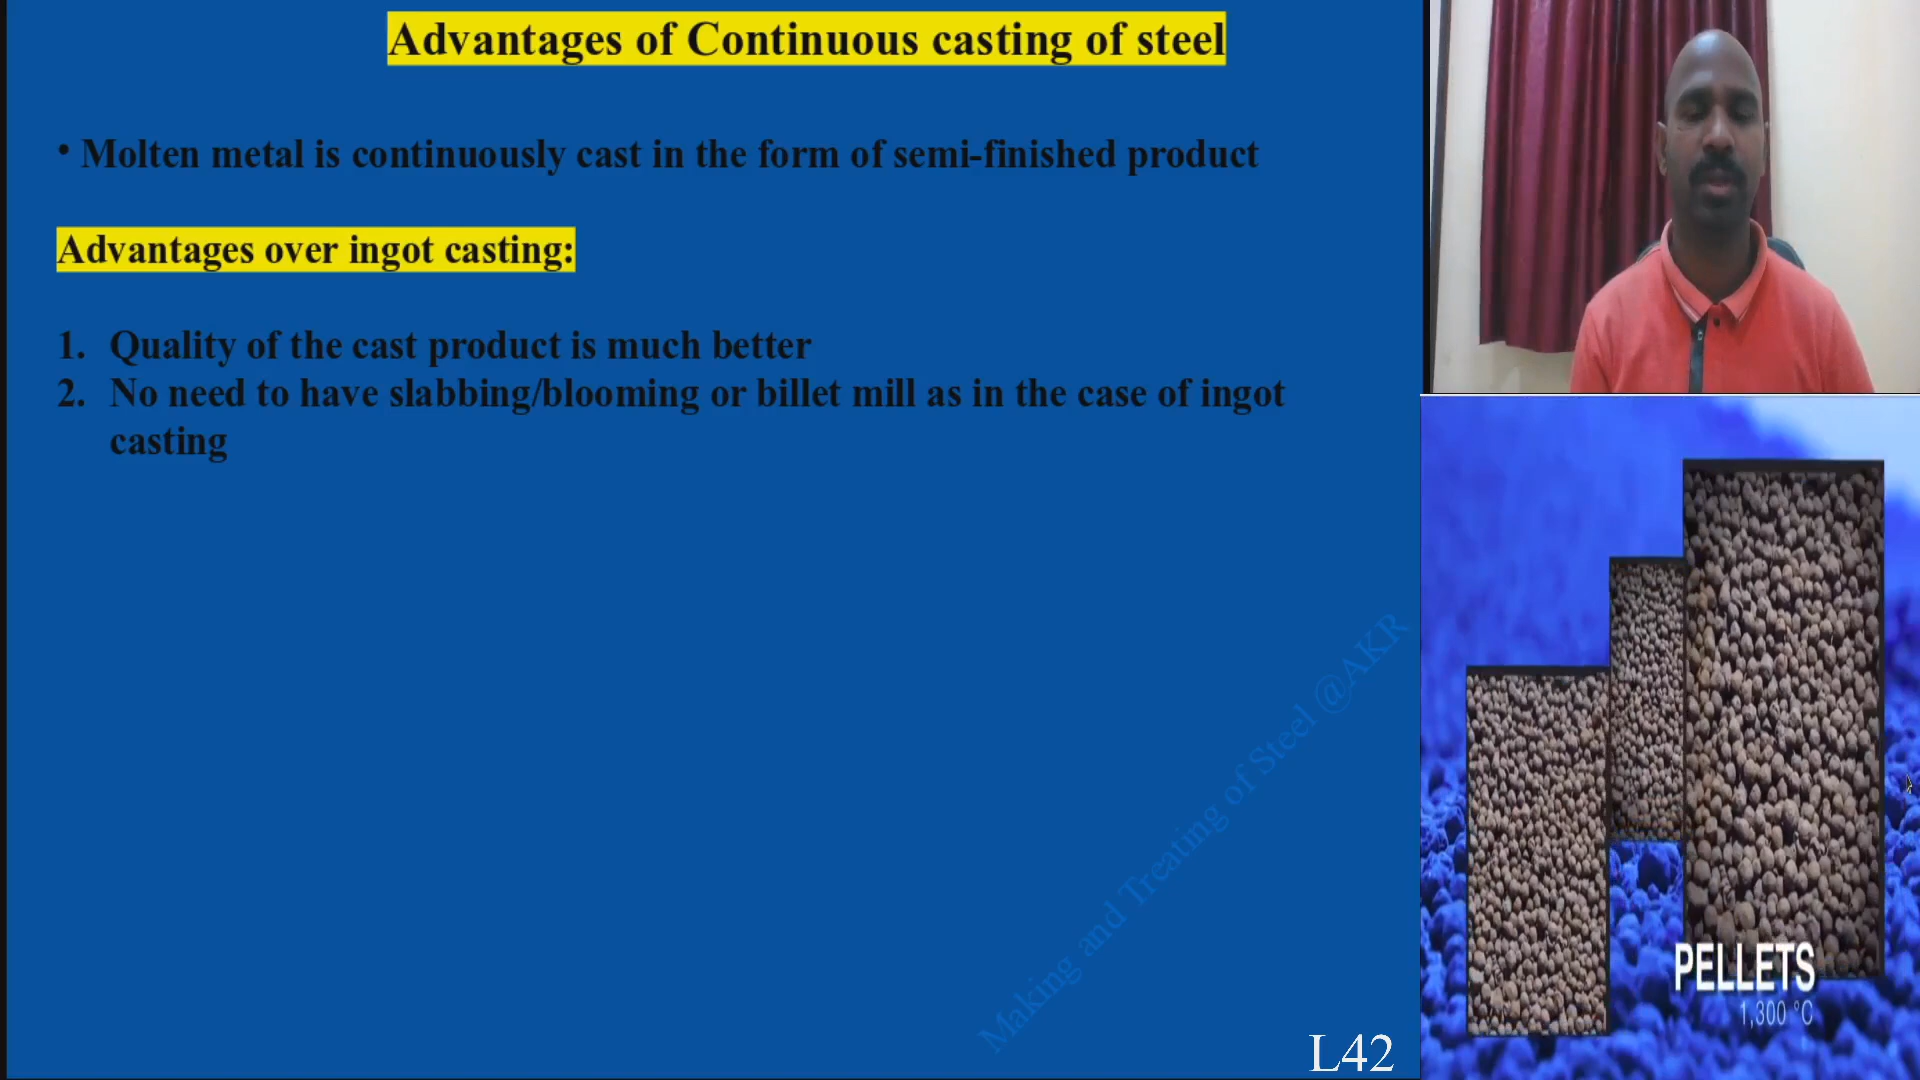 Advantages of Continuous casting of steel
• Molten metal is continuously cast in the form of semi-finished product
Advantages over ingot casting:
1. Quality of the cast product is much better
2. No need to have slabbing/blooming or billet mill as in the case of ingot
casting
Making and Treating of Steel @AKR
L42
PELLETS
1,300 °C